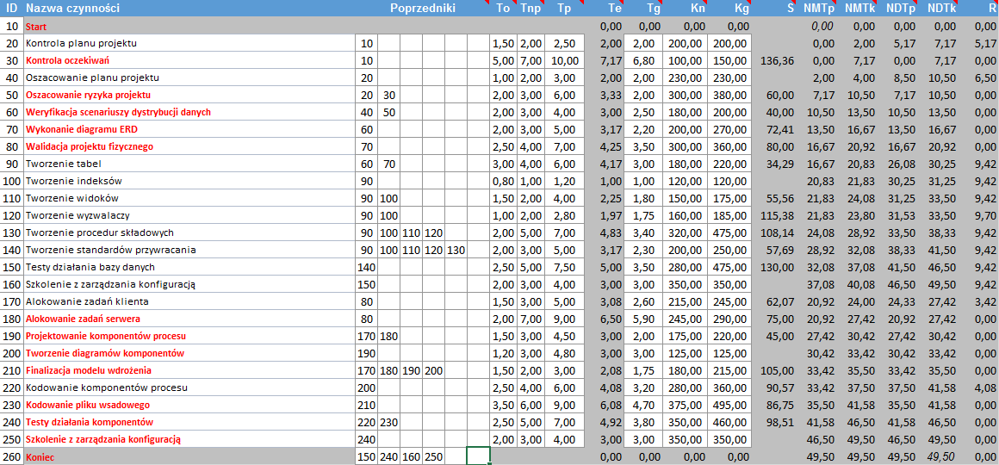 ID Nazwa czynności Poprzedniki To Tnp Tp Te Tg Kn Kg S NMTp NMTk NDTp NDTk R
10 Start 0,00 0,00 0,00 0,00 0,00 0,00 0,00 0,00 0,00
20 Kontrola planu projektu 10 1,50 2,00 2,50 2,00 2,00 200,00 200,00 0,00 2,00 5,17 7,17 5,17
30 Kontrola oczekiwań 10 5,00 7,00 10,00 7,17 6,80 100,00 150,00 136,36 0,00 7,17 0,00 7,17 0,00
40 Oszacowanie planu projektu 20 1,00 2,00 3,00 2,00 2,00 230,00 230,00 2,00 4,00 8,50 10,50 6,50
50 Oszacowanie ryzyka projektu 20 30 2,00 3,00 6,00 3,33 2,00 300,00 380,00 60,00 7,17 10,50 7,17 10,50 0,00
60 Weryfikacja scenariuszy dystrybucji danych 40 50 2,00 3,00 4,00 3,00 2,50 180,00 200,00 40,00 10,50 13,50 10,50 13,50 0,00
70 Wykonanie diagramu ERD 60 2,00 3,00 5,00 3,17 2,20 200,00 270,00 72,41 13,50 16,67 13,50 16,67 0,00
80 Walidacja projektu fizycznego 70 2,50 4,00 7,00 4,25 3,50 300,00 360,00 80,00 16,67 20,92 16,67 20,92 0,00
90 Tworzenie tabel 60 70 3,00 4,00 6,00 4,17 3,00 180,00 220,00 34,29 16,67 20,83 26,08 30,25 9,42
100 Tworzenie indeksów 90 0,80 1,00 1,20 1,00 1,00 120,00 120,00 20,83 21,83 30,25 31,25 9,42
110 Tworzenie widoków 90 100 1,50 2,00 4,00 2,25 1,80 150,00 175,00 55,56 21,83 24,08 31,25 33,50 9,42
120 Tworzenie wyzwalaczy 90 100 1,00 2,00 2,80 1,97 1,75 160,00 185,00 115,38 21,83 23,80 31,53 33,50 9,70
130 Tworzenie procedur składowych 90 100 110 120 2,00 5,00 7,00 4,83 3,40 320,00 475,00 108,14 24,08 28,92 33,50 38,33 9,42
140 Tworzenie standardów przywracania 90 100 110 120 130 2,00 3,00 5,00 3,17 2,30 200,00 250,00 57,69 28,92 32,08 38,33 41,50 9,42
150 Testy działania bazy danych 140 2,50 5,00 7,50 5,00 3,50 280,00 475,00 130,00 32,08 37,08 41,50 46,50 9,42
160 Szkolenie z zarządzania konfiguracją 150 2,00 3,00 4,00 3,00 3,00 350,00 350,00 37,08 40,08 46,50 49,50 9,42
170 Alokowanie zadań klienta 80 1,50 3,00 5,00 3,08 2,60 215,00 245,00 62,07 20,92 24,00 24,33 27,42 3,42
180 Alokowanie zadań serwera 80 2,00 7,00 9,00 6,50 5,90 245,00 290,00 75,00 20,92 27,42 20,92 27,42 0,00
190 Projektowanie komponentów procesu 170 180 1,50 3,00 4,50 3,00 2,00 175,00 220,00 45,00 27,42 30,42 27,42 30,42 0,00
200 Tworzenie diagramów komponentów 190 1,20 3,00 4,80 3,00 3,00 125,00 125,00 30,42 33,42 30,42 33,42 0,00
210 Finalizacja modelu wdrożenia 170 180 190 200 1,50 2,00 3,00 2,08 1,75 180,00 215,00 105,00 33,42 35,50 33,42 35,50 0,00
220 Kodowanie komponentów procesu 200 2,50 4,00 6,00 4,08 3,20 280,00 360,00 90,57 33,42 37,50 37,50 41,58 4,08
230 Kodowanie pliku wsadowego 210 3,50 6,00 9,00 6,08 4,70 375,00 495,00 86,75 35,50 41,58 35,50 41,58 0,00
240 Testy działania komponentów 220 230 2,50 5,00 7,00 4,92 3,80 350,00 460,00 98,51 41,58 46,50 41,58 46,50 0,00
250 Szkolenie z zarządzania konfiguracją 240 2,00 3,00 4,00 3,00 3,00 350,00 350,00 46,50 49,50 46,50 49,50 0,00
260 Koniec 150 240 160 250 0,00 0,00 0,00 0,00 49,50 49,50 49,50 49,50 0,00